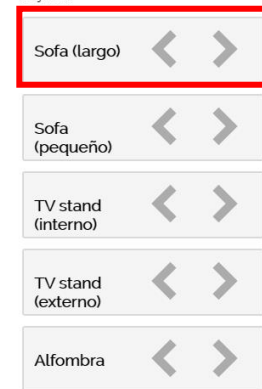 Sofa (largo)
Sofa
(pequeño)
TV stand
(interno)
TV stand
(externo)
Alfombra